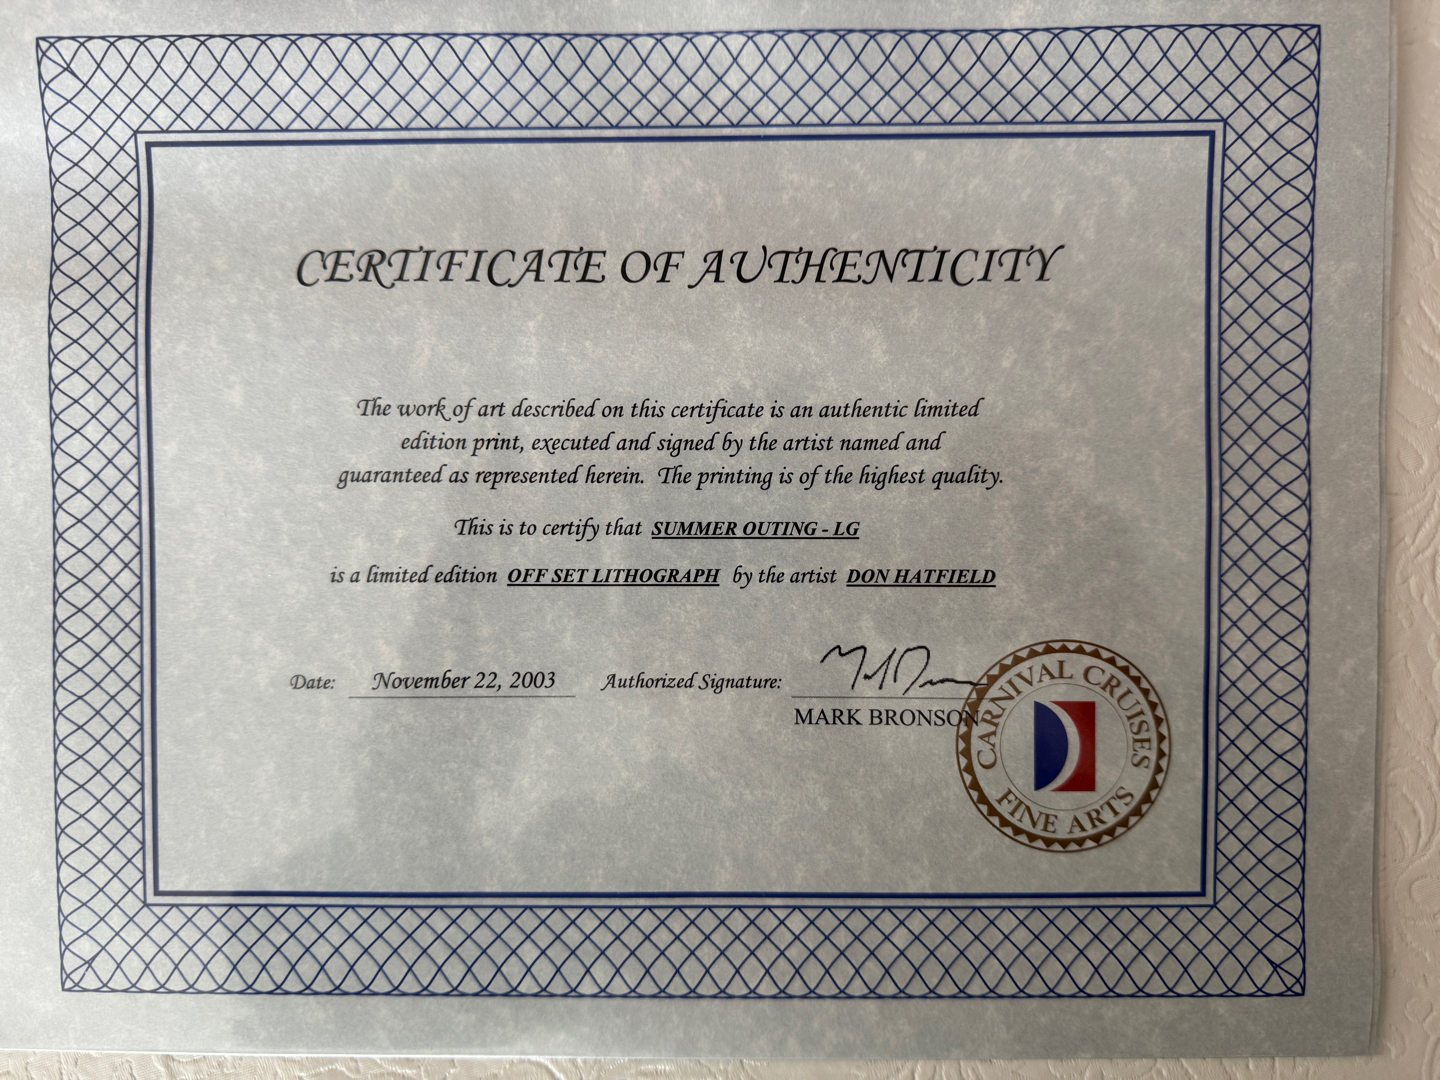 CERTIFICATE OF AUTHENTICITY
The work of art described on this certificate is an authentic limited
edition print, executed and signed by the artist named and
guaranteed as represented herein. The printing is of the highest quality.
This is to certify that SUMMER OUTING - LG
is a limited edition OFF SET LITHOGRAPH by the artist DON HATFIELD
Date: November 22, 2003 Authorized Signature:
MARK BRONSON
CARNIVAL CRUISES
FINE ARTS